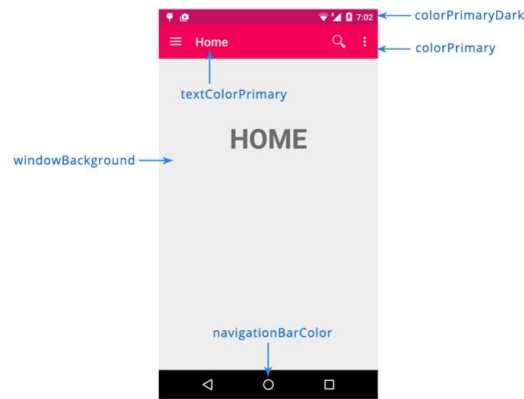 7:02
colorPrimaryDark
Home
colorPrimary
textColorPrimary
HOME
windowBackground
navigationBarColor